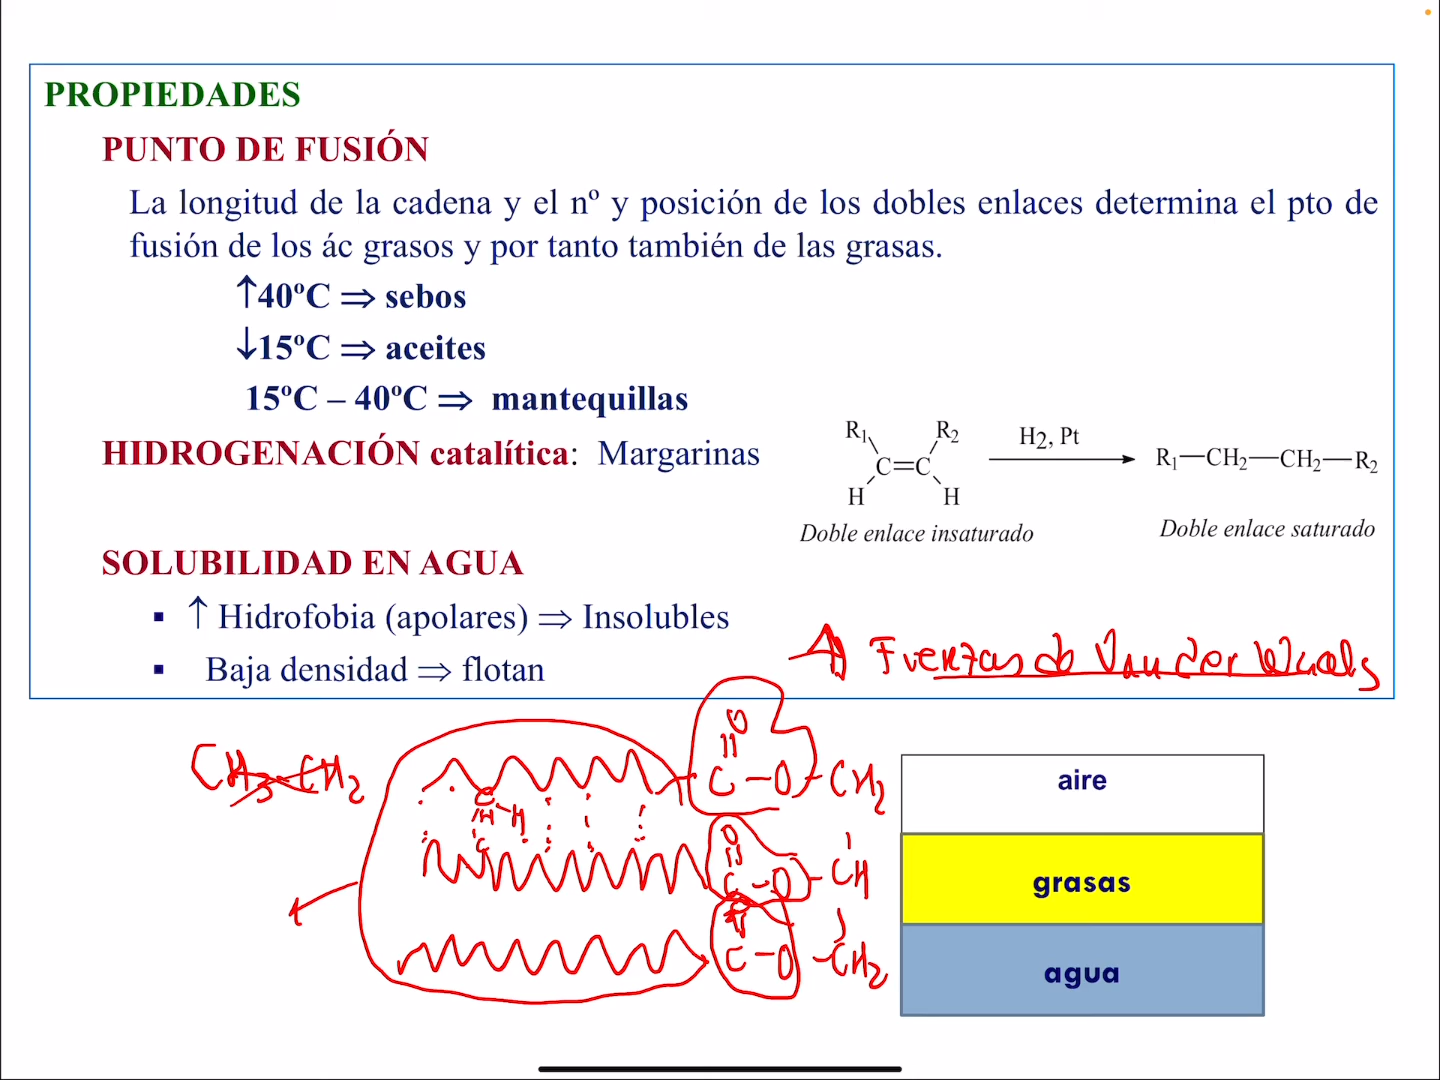 PROPIEDADES
PUNTO DE FUSIÓN
La longitud de la cadena y el nº y posición de los dobles enlaces determina el pto de
fusión de los ác grasos y por tanto también de las grasas.
↑40ºC ⇒ sebos
↓15ºC ⇒ aceites
15ºC – 40ºC ⇒ mantequillas
HIDROGENACIÓN catalítica: Margarinas
R₁ R₂
C=C
H H
H2, Pt
R₁—CH₂—CH₂—R₂
Doble enlace insaturado
Doble enlace saturado
SOLUBILIDAD EN AGUA
▪ ↑ Hidrofobia (apolares) ⇒ Insolubles
▪ Baja densidad ⇒ flotan
Fuerzas de Van der Waals
CH₃-CH₂
O
C-O-CH₂
C
H H
C
O
C-O-CH
C-O-CH₂
aire
grasas
agua